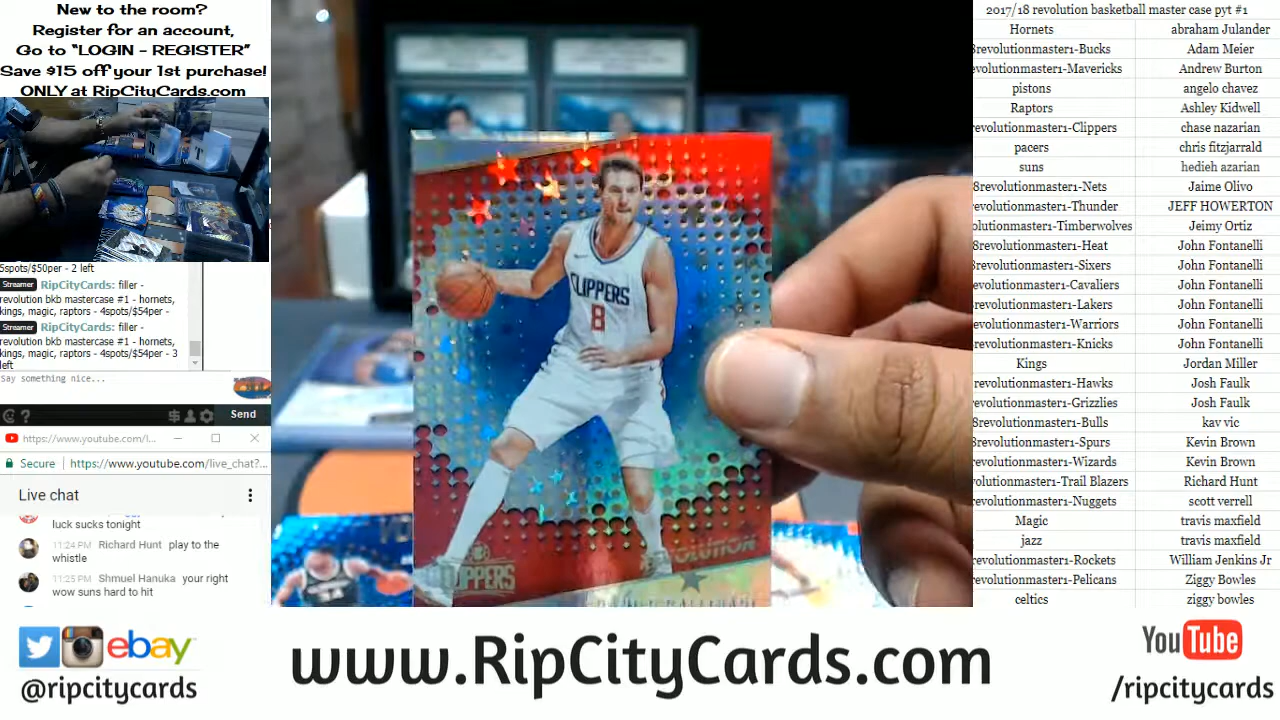 New to the room?
Register for an account,
Go to "LOGIN - REGISTER"
Save $15 off your 1st purchase!
ONLY at RipCityCards.com
5spots/$50per - 2 left
Streamer RipCityCards: filler -
revolution bkb mastercase #1 - hornets,
kings, magic, raptors - 4spots/$54per -
Streamer RipCityCards: filler -
revolution bkb mastercase #1 - hornets,
kings, magic, raptors - 4spots/$54per - 3
left
Say something nice...
Send
https://www.youtube.com/l...
Secure https://www.youtube.com/live_chat?...
Live chat
luck sucks tonight
11:24 PM Richard Hunt play to the
whistle
11:25 PM Shmuel Hanuka your right
wow suns hard to hit
CLIPPERS
8
CLIPPERS
REVOLUTION
2017/18 revolution basketball master case pyt #1
Hornets abraham Julander
8revolutionmaster1-Bucks Adam Meier
evolutionmaster1-Mavericks Andrew Burton
pistons angelo chavez
Raptors Ashley Kidwell
evolutionmaster1-Clippers chase nazarian
pacers chris fitzjarrald
suns hedieh azarian
8revolutionmaster1-Nets Jaime Olivo
revolutionmaster1-Thunder JEFF HOWERTON
olutionmaster1-Timberwolves Jeimy Ortiz
8revolutionmaster1-Heat John Fontanelli
revolutionmaster1-Sixers John Fontanelli
evolutionmaster1-Cavaliers John Fontanelli
revolutionmaster1-Lakers John Fontanelli
evolutionmaster1-Warriors John Fontanelli
revolutionmaster1-Knicks John Fontanelli
Kings Jordan Miller
revolutionmaster1-Hawks Josh Faulk
evolutionmaster1-Grizzlies Josh Faulk
8revolutionmaster1-Bulls kav vic
8revolutionmaster1-Spurs Kevin Brown
evolutionmaster1-Wizards Kevin Brown
volutionmaster1-Trail Blazers Richard Hunt
evolutionmaster1-Nuggets scott verrell
Magic travis maxfield
jazz travis maxfield
revolutionmaster1-Rockets William Jenkins Jr
evolutionmaster1-Pelicans Ziggy Bowles
celtics ziggy bowles
ebay
@ripcitycards
www.RipCityCards.com
YouTube
/ripcitycards